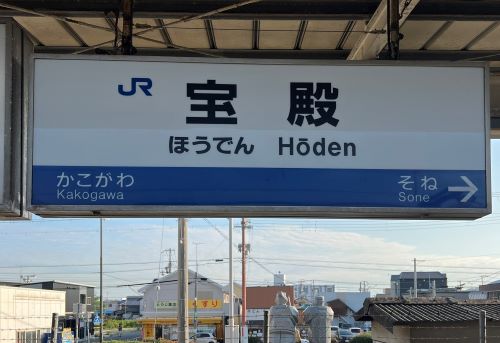 JR 宝殿
ほうでん Hōden
かこがわ
Kakogawa
そね
Sone